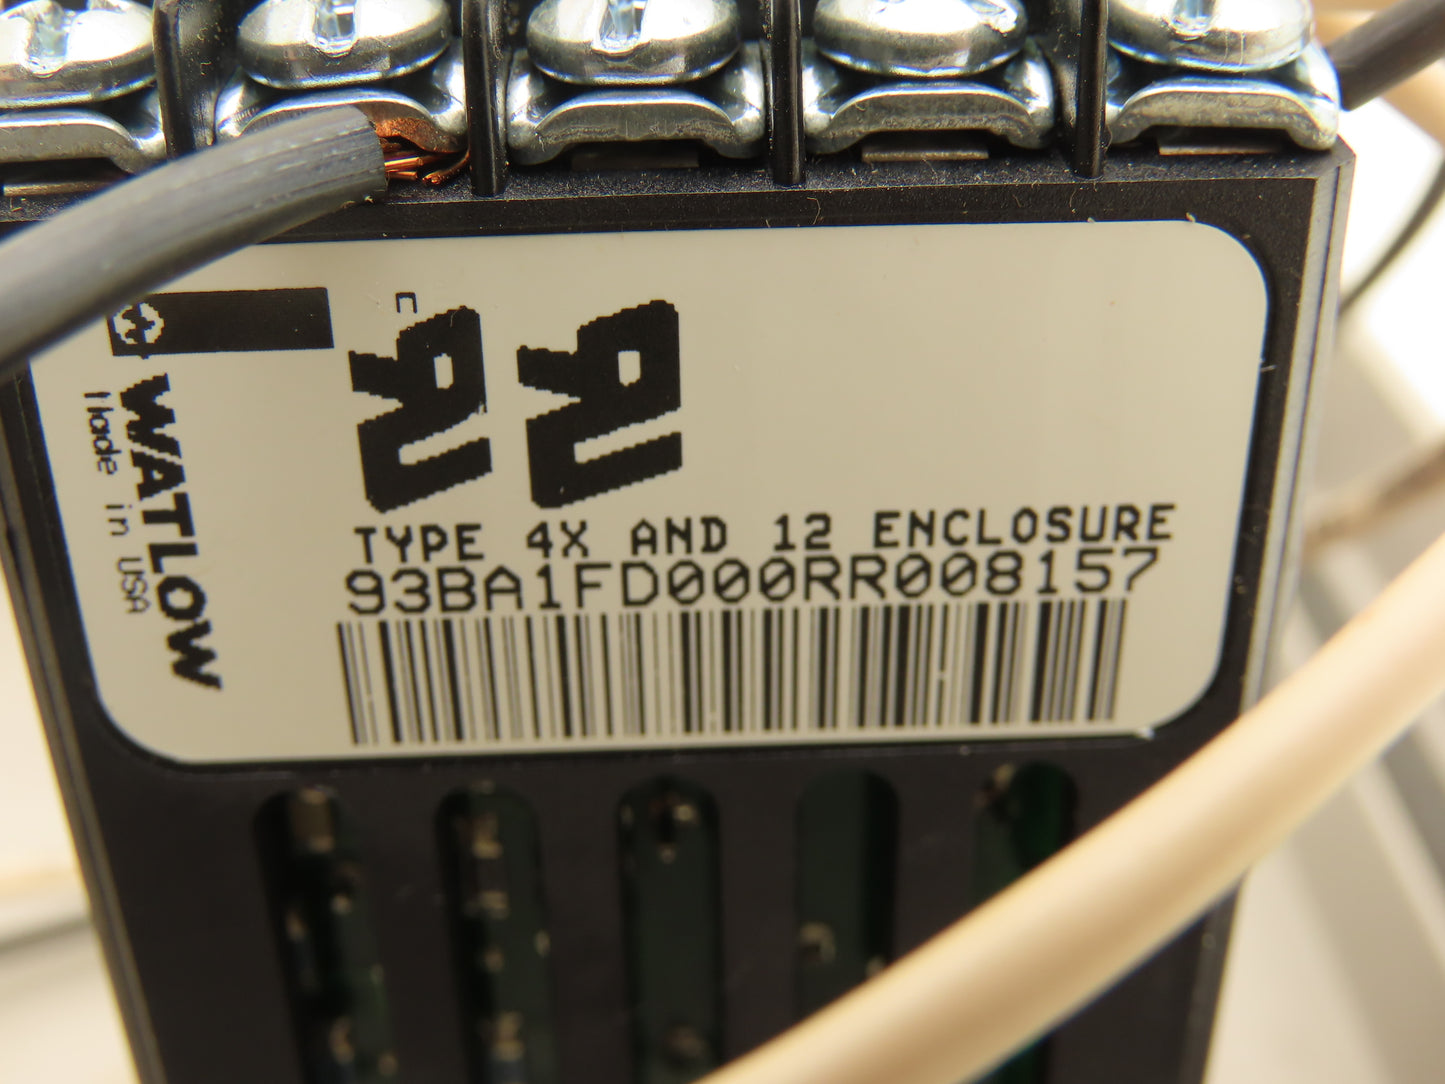 WATLOW
Made in USA
TYPE 4X AND 12 ENCLOSURE
93BA1FD000RR008157